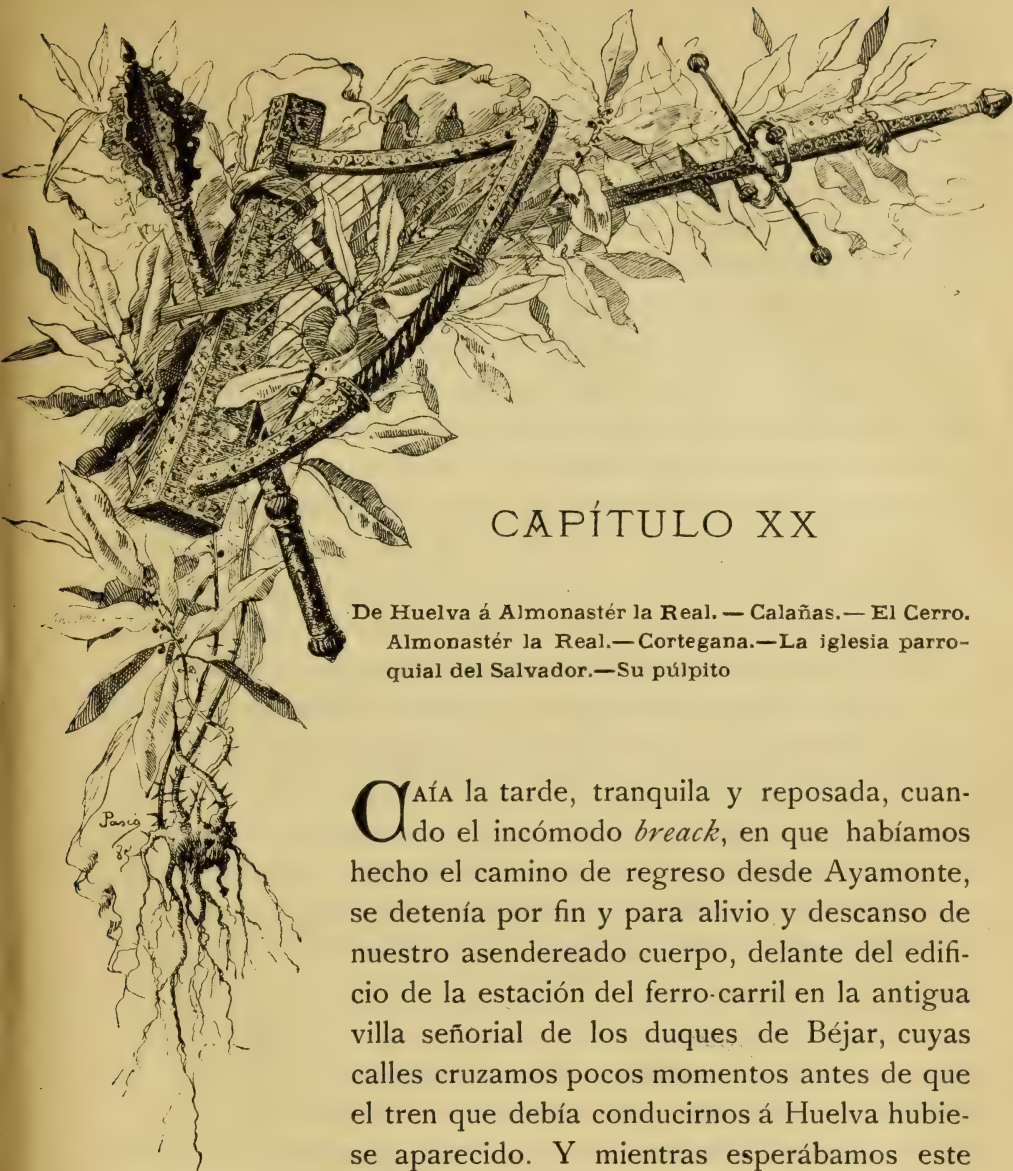 CAPÍTULO XX
De Huelva á Almonastér la Real. — Calañas. — El Cerro.
Almonastér la Real.—Cortegana.—La iglesia parro-
quial del Salvador.—Su púlpito
CAÍA la tarde, tranquila y reposada, cuan-
do el incómodo breack, en que habíamos
hecho el camino de regreso desde Ayamonte,
se detenía por fin y para alivio y descanso de
nuestro asendereado cuerpo, delante del edifi-
cio de la estación del ferro-carril en la antigua
villa señorial de los duques de Béjar, cuyas
calles cruzamos pocos momentos antes de que
el tren que debía conducirnos á Huelva hubie-
se aparecido. Y mientras esperábamos este